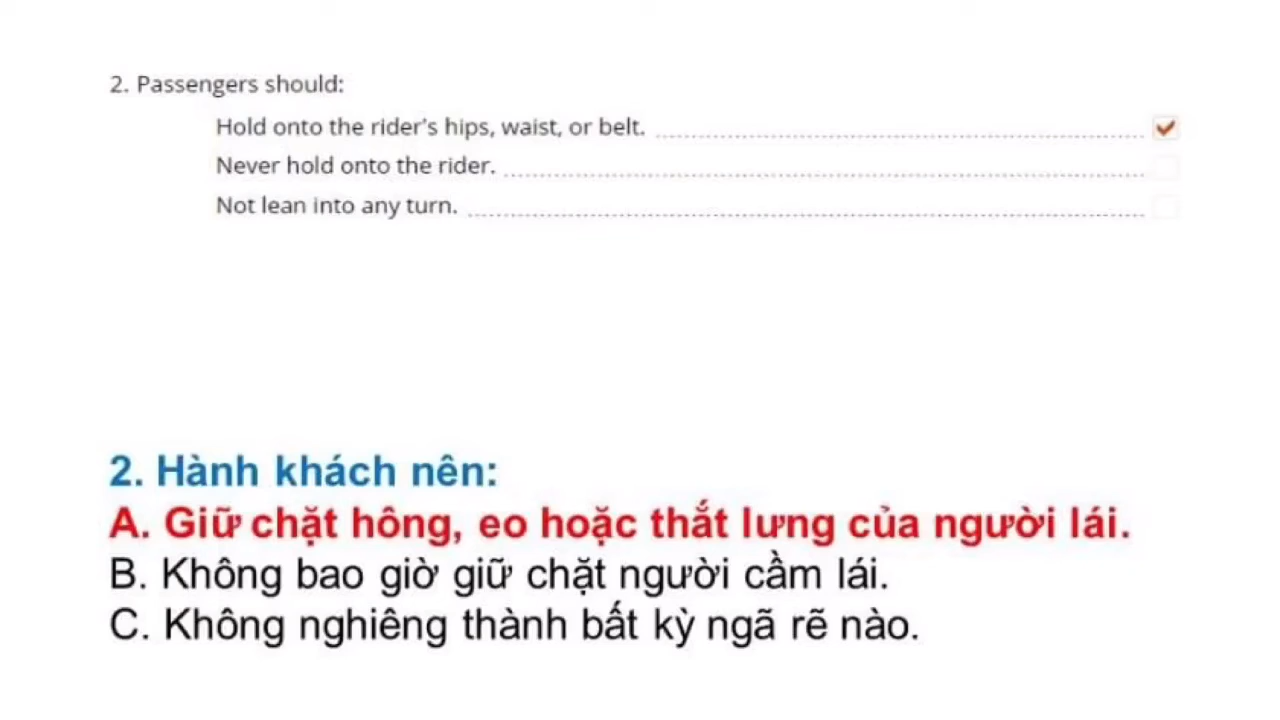 2. Passengers should:
Hold onto the rider's hips, waist, or belt.
Never hold onto the rider.
Not lean into any turn.
2. Hành khách nên:
A. Giữ chặt hông, eo hoặc thắt lưng của người lái.
B. Không bao giờ giữ chặt người cầm lái.
C. Không nghiêng thành bất kỳ ngã rẽ nào.